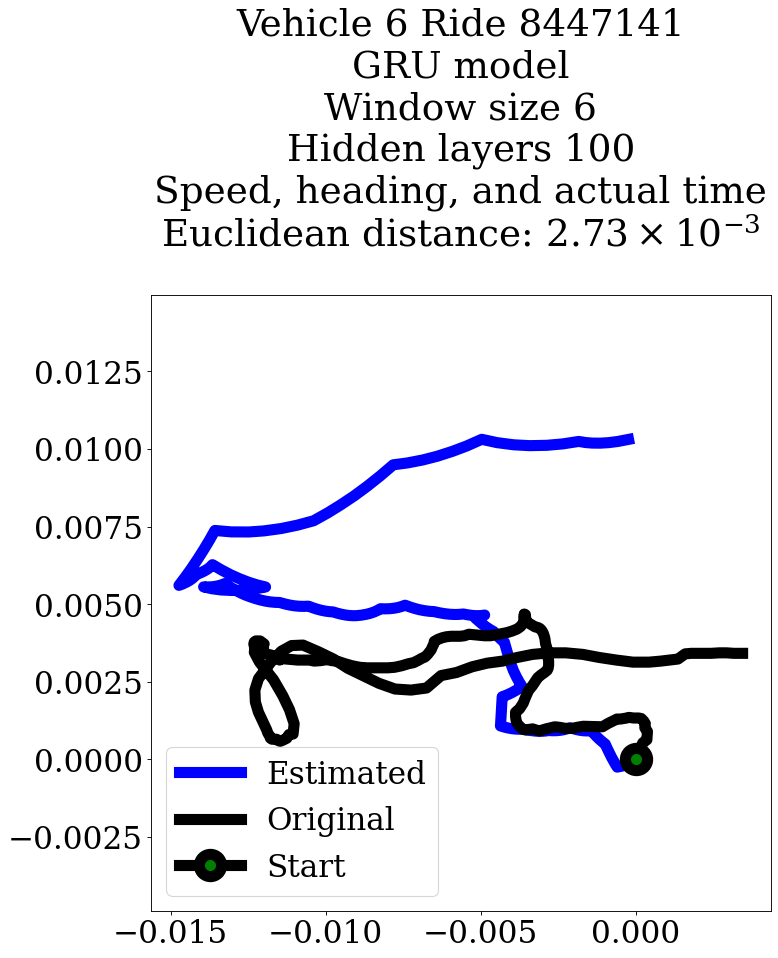 Vehicle 6 Ride 8447141
GRU model
Window size 6
Hidden layers 100
Speed, heading, and actual time
Euclidean distance: 2.73 × 10⁻³
0.0125
0.0100
0.0075
0.0050
0.0025
0.0000
−0.0025
Estimated
Original
Start
−0.015
−0.010
−0.005
0.000